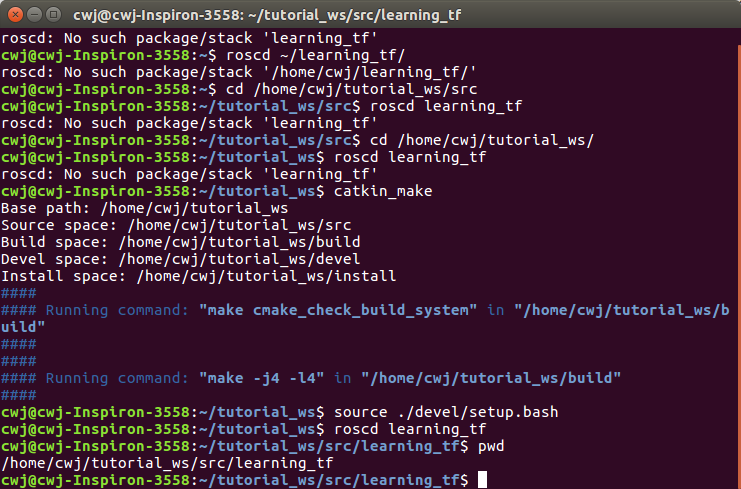 cwj@cwj-Inspiron-3558: ~/tutorial_ws/src/learning_tf
roscd: No such package/stack 'learning_tf'
cwj@cwj-Inspiron-3558:~$ roscd ~/learning_tf/
roscd: No such package/stack '/home/cwj/learning_tf/'
cwj@cwj-Inspiron-3558:~$ cd /home/cwj/tutorial_ws/src
cwj@cwj-Inspiron-3558:~/tutorial_ws/src$ roscd learning_tf
roscd: No such package/stack 'learning_tf'
cwj@cwj-Inspiron-3558:~/tutorial_ws/src$ cd /home/cwj/tutorial_ws/
cwj@cwj-Inspiron-3558:~/tutorial_ws$ roscd learning_tf
roscd: No such package/stack 'learning_tf'
cwj@cwj-Inspiron-3558:~/tutorial_ws$ catkin_make
Base path: /home/cwj/tutorial_ws
Source space: /home/cwj/tutorial_ws/src
Build space: /home/cwj/tutorial_ws/build
Devel space: /home/cwj/tutorial_ws/devel
Install space: /home/cwj/tutorial_ws/install
####
#### Running command: "make cmake_check_build_system" in "/home/cwj/tutorial_ws/b
uild"
####
####
#### Running command: "make -j4 -l4" in "/home/cwj/tutorial_ws/build"
####
cwj@cwj-Inspiron-3558:~/tutorial_ws$ source ./devel/setup.bash
cwj@cwj-Inspiron-3558:~/tutorial_ws$ roscd learning_tf
cwj@cwj-Inspiron-3558:~/tutorial_ws/src/learning_tf$ pwd
/home/cwj/tutorial_ws/src/learning_tf
cwj@cwj-Inspiron-3558:~/tutorial_ws/src/learning_tf$